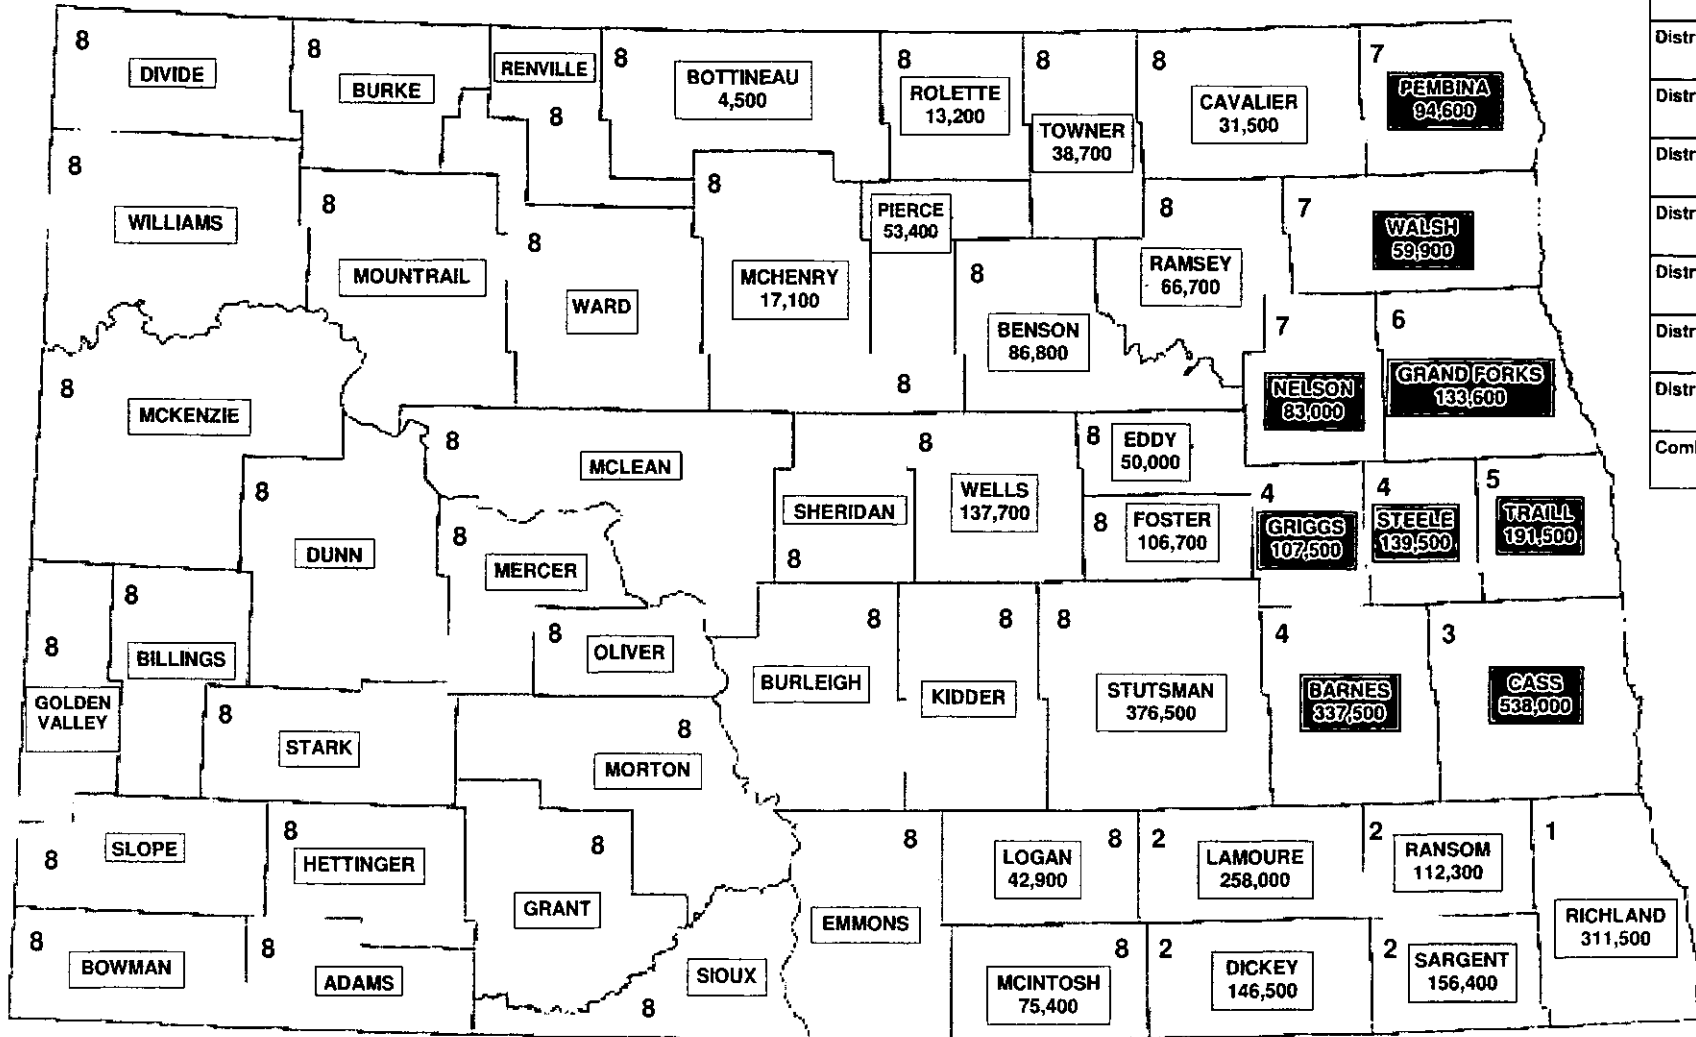 8
DIVIDE
8
BURKE
RENVILLE
8
8
BOTTINEAU
4,500
8
ROLETTE
13,200
8
TOWNER
38,700
8
CAVALIER
31,500
7
PEMBINA
94,600
8
WILLIAMS
8
MOUNTRAIL
8
WARD
8
MCHENRY
17,100
PIERCE
53,400
8
8
BENSON
86,800
8
RAMSEY
66,700
7
WALSH
59,900
7
NELSON
83,000
6
GRAND FORKS
133,600
8
MCKENZIE
8
DUNN
8
MCLEAN
8
MERCER
SHERIDAN
8
8
WELLS
137,700
8
EDDY
50,000
8
FOSTER
106,700
4
GRIGGS
107,500
4
STEELE
139,500
5
TRAILL
191,500
8
GOLDEN
VALLEY
8
BILLINGS
8
STARK
8
OLIVER
8
MORTON
8
BURLEIGH
8
KIDDER
8
STUTSMAN
376,500
4
BARNES
337,500
3
CASS
538,000
8
SLOPE
8
HETTINGER
8
GRANT
8
EMMONS
8
LOGAN
42,900
2
LAMOURE
258,000
2
RANSOM
112,300
1
RICHLAND
311,500
8
BOWMAN
8
ADAMS
SIOUX
8
8
MCINTOSH
75,400
2
DICKEY
146,500
2
SARGENT
156,400
Distr
Distr
Distr
Distr
Distr
Distr
Distr
Coml